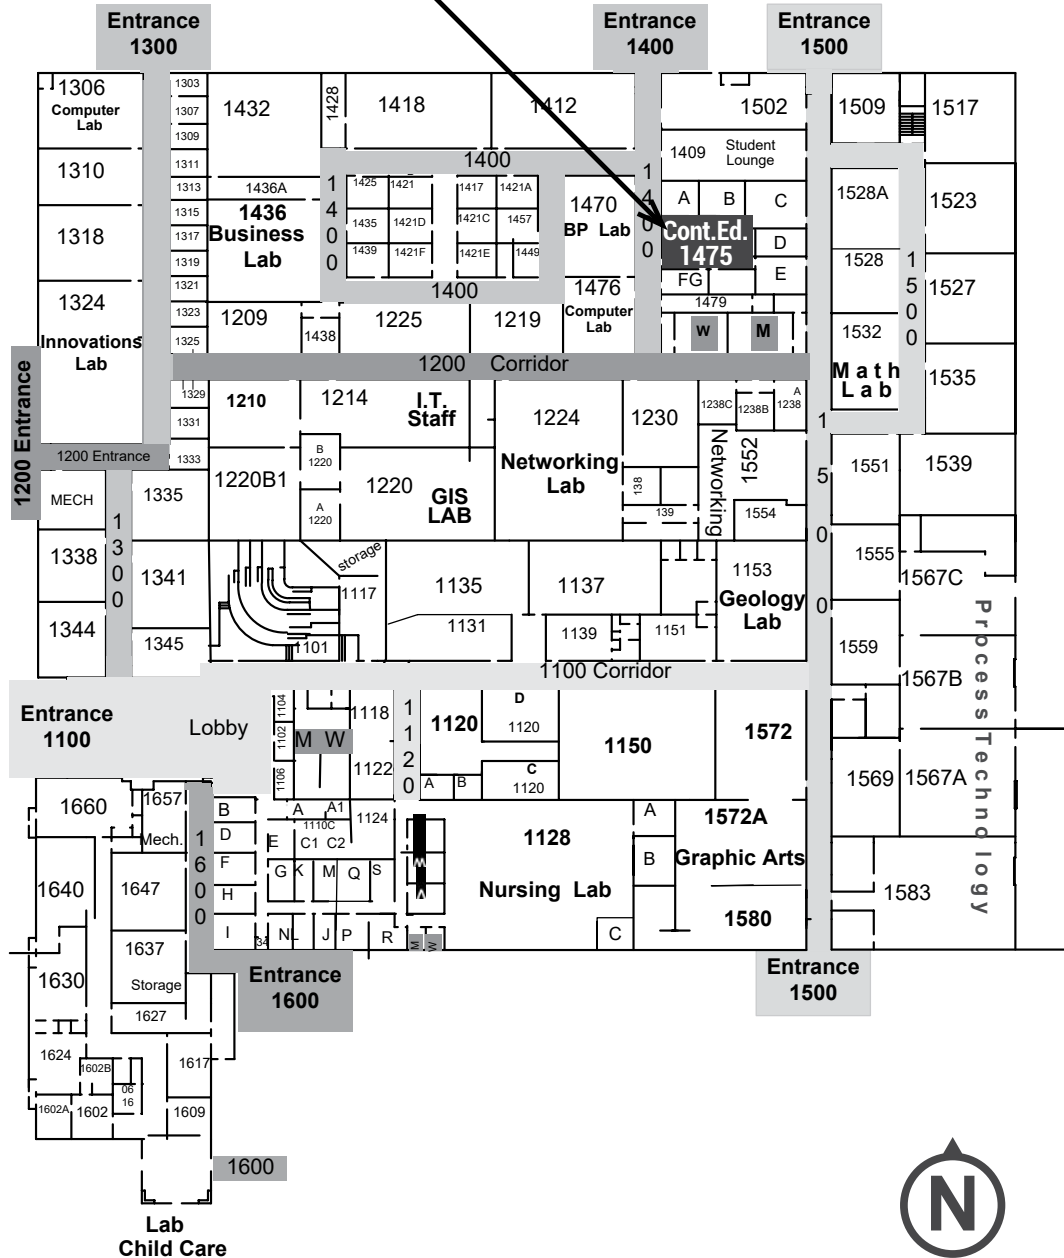 Entrance
1300
Entrance
1400
Entrance
1500
1306
Computer
Lab
1303
1307
1309
1432
1428
1418
1412
1502
1509
1517
1310
1311
1313
1400
1409
Student
Lounge
1436A
1425
1421
1417
1421A
1400
1400
A
B
C
1528A
1523
1318
1315
1317
1319
1436
Business
Lab
1435
1421D
1421C
1457
1439
1421F
1421E
1449
1470
BP Lab
Cont.Ed.
1475
D
E
FG
1528
1500
1527
1324
Innovations
Lab
1321
1323
1325
1400
1476
Computer
Lab
1479
1209
1438
1225
1219
W
M
1532
Math
Lab
1535
1200 Corridor
1200 Entrance
1329
1331
1333
1210
1214
I.T.
Staff
1224
Networking
Lab
1230
1238C
1238B
A
1238
1500
1200 Entrance
B
1220
A
1220
1220B1
1220
GIS
LAB
138
139
Networking
1552
1554
1551
1539
MECH
1335
1300
1338
1341
storage
1117
1135
1137
1153
Geology
Lab
1555
1567C
1344
1345
1101
1131
1139
1151
1559
1567B
Process Technology
1100 Corridor
Entrance
1100
Lobby
1104
1102
1106
M W
1118
1122
1120
1120
D
1120
C
1120
A
B
1150
1572
1569
1567A
1660
1657
Mech.
1600
B
D
F
H
I
A
A1
1110C
C1 C2
E
1124
G
K
M
Q
S
34
N
L
J
P
R
M
W
M
1128
Nursing Lab
A
B
C
1572A
Graphic Arts
1580
1583
1640
1647
1637
Storage
1630
1627
Entrance
1600
Entrance
1500
1624
1602B
1617
06
16
1602A
1602
1609
1600
Lab
Child Care
N